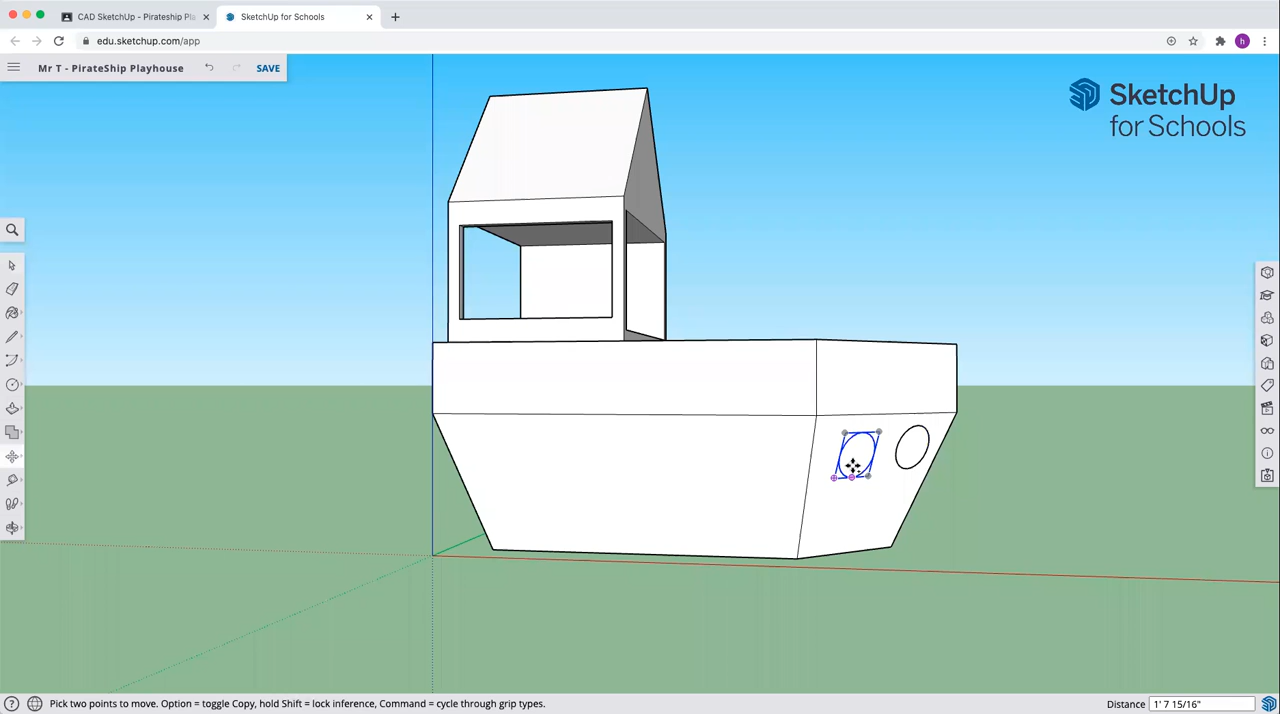 CAD SketchUp - Pirateship Pla
SketchUp for Schools
edu.sketchup.com/app
h
Mr T - PirateShip Playhouse
SAVE
SketchUp
for Schools
Pick two points to move. Option = toggle Copy, hold Shift = lock inference, Command = cycle through grip types.
Distance
1' 7 15/16"